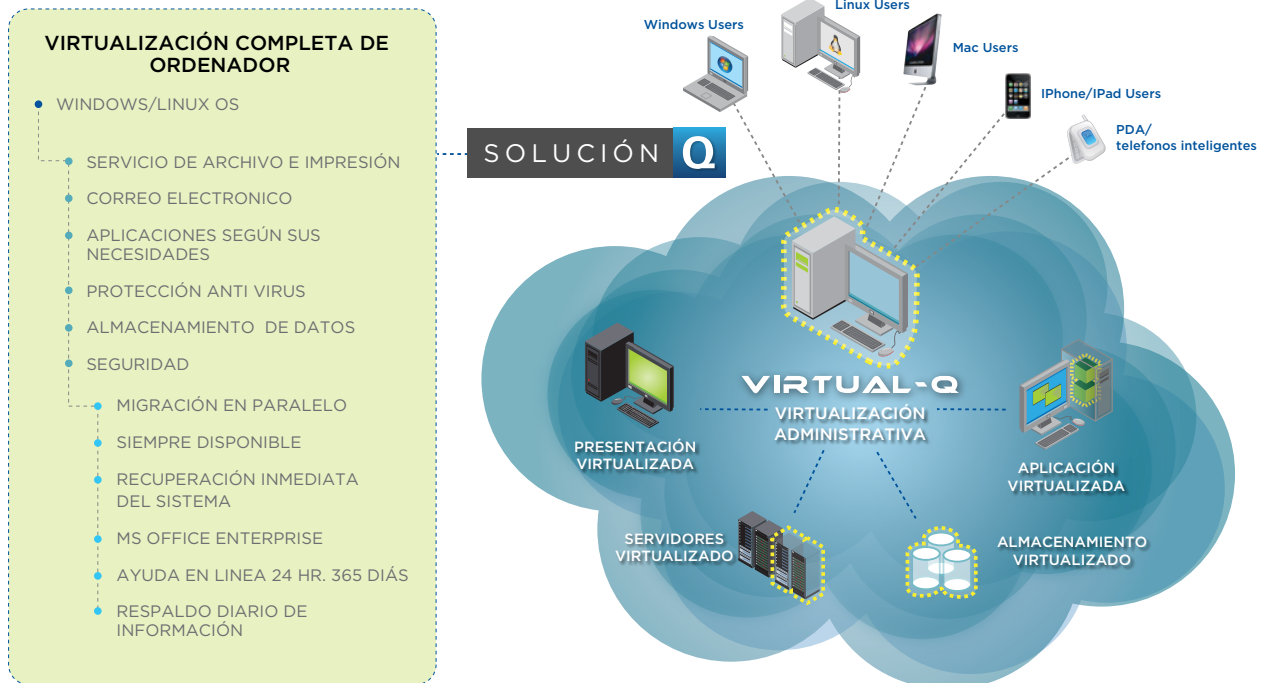 VIRTUALIZACIÓN COMPLETA DE
ORDENADOR
WINDOWS/LINUX OS
SERVICIO DE ARCHIVO E IMPRESIÓN
CORREO ELECTRONICO
APLICACIONES SEGÚN SUS
NECESIDADES
PROTECCIÓN ANTI VIRUS
ALMACENAMIENTO DE DATOS
SEGURIDAD
MIGRACIÓN EN PARALELO
SIEMPRE DISPONIBLE
RECUPERACIÓN INMEDIATA
DEL SISTEMA
MS OFFICE ENTERPRISE
AYUDA EN LINEA 24 HR. 365 DIÁS
RESPALDO DIARIO DE
INFORMACIÓN
SOLUCIÓN Q
Windows Users
Linux Users
Mac Users
IPhone/IPad Users
PDA/
telefonos inteligentes
VIRTUAL-Q
VIRTUALIZACIÓN
ADMINISTRATIVA
PRESENTACIÓN
VIRTUALIZADA
APLICACIÓN
VIRTUALIZADA
SERVIDORES
VIRTUALIZADO
ALMACENAMIENTO
VIRTUALIZADO